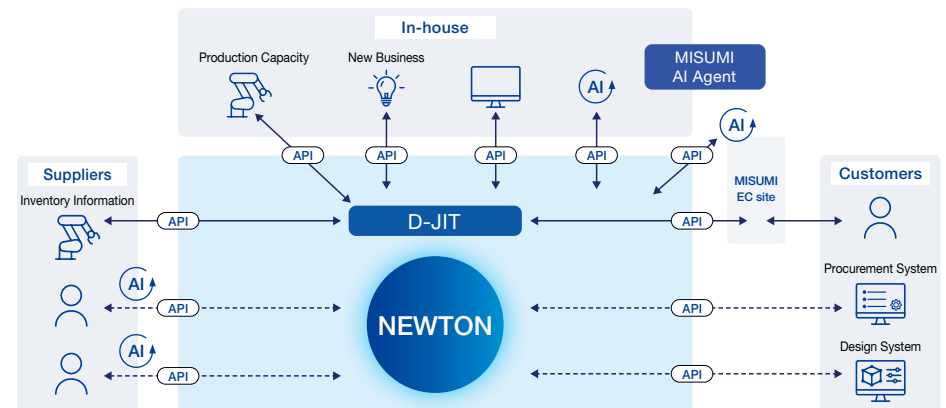 In-house
Production Capacity
New Business
AI
MISUMI
AI Agent
AI
API
API
API
API
API
Suppliers
Inventory Information
API
D-JIT
API
MISUMI
EC site
Customers
AI
API
NEWTON
API
Procurement System
AI
API
API
Design System